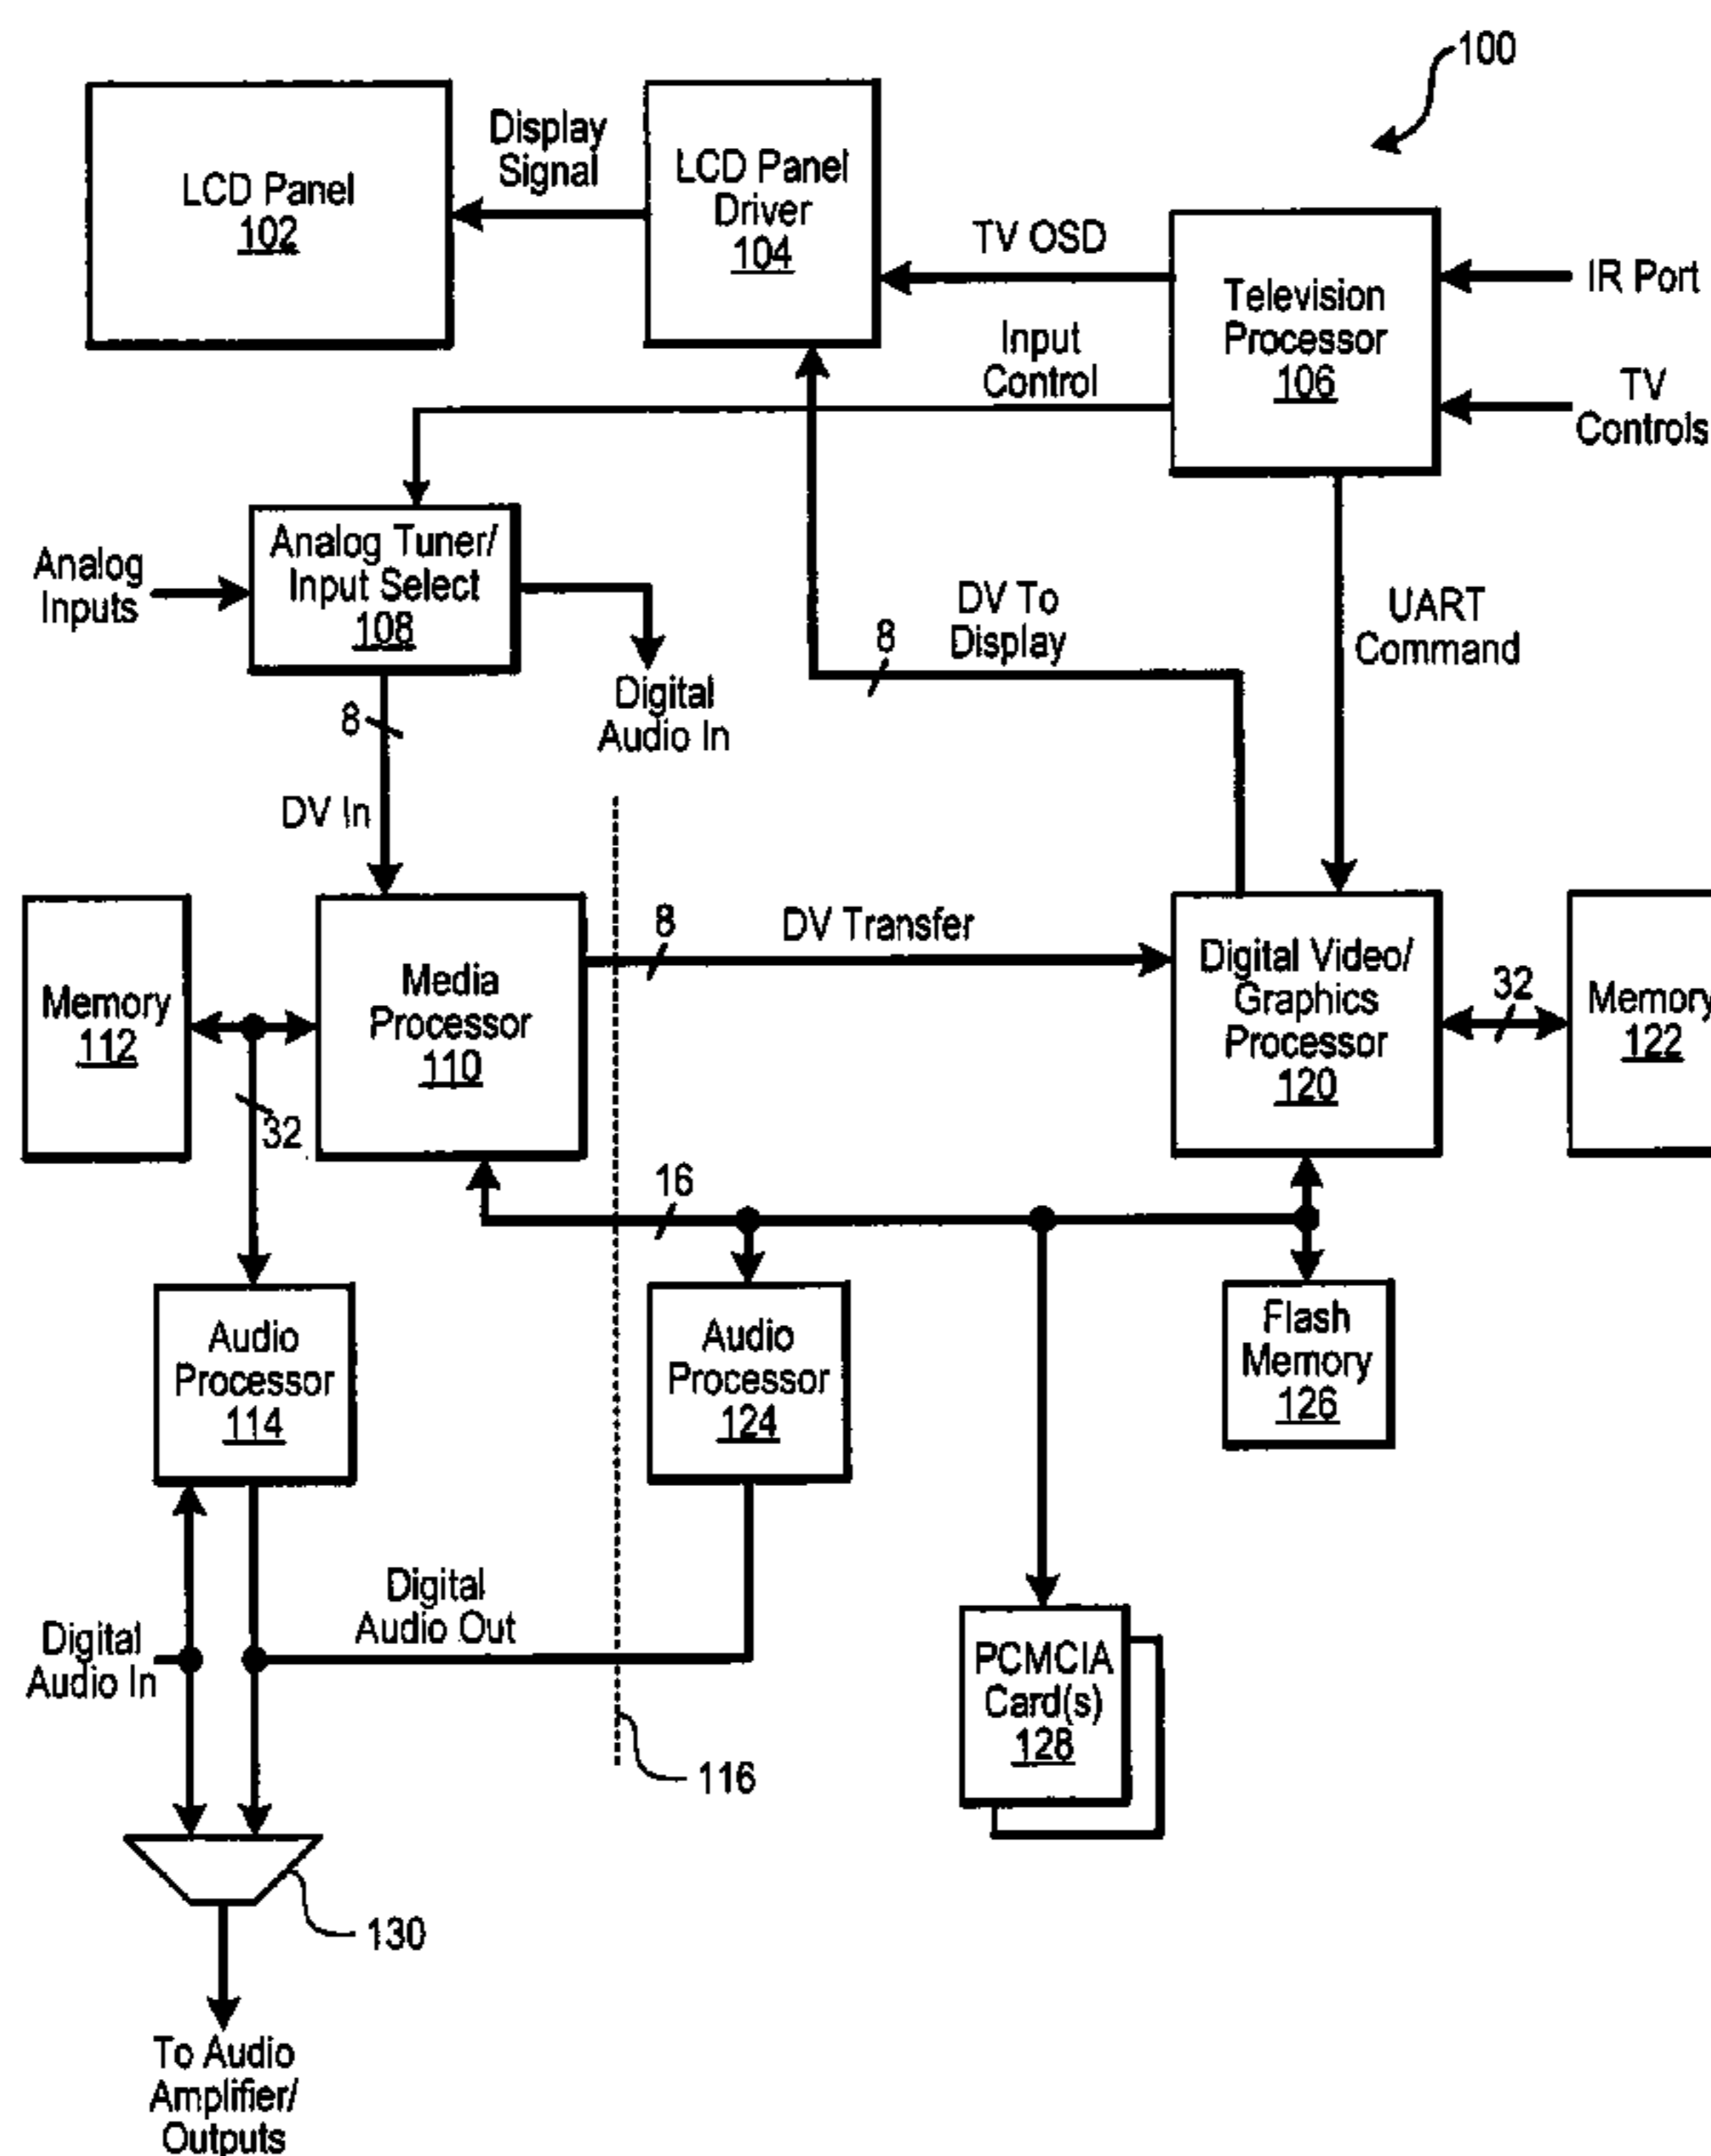 100
LCD Panel
102
Display
Signal
LCD Panel
Driver
104
TV OSD
Television
Processor
106
IR Port
TV
Controls
Input
Control
Analog
Inputs
Analog Tuner/
Input Select
108
Digital
Audio In
8
DV In
DV To
Display
8
UART
Command
Memory
112
Media
Processor
110
8
DV Transfer
Digital Video/
Graphics
Processor
120
32
Memory
122
32
16
Audio
Processor
114
Audio
Processor
124
Flash
Memory
126
Digital
Audio In
Digital
Audio Out
PCMCIA
Card(s)
128
116
130
To Audio
Amplifier/
Outputs